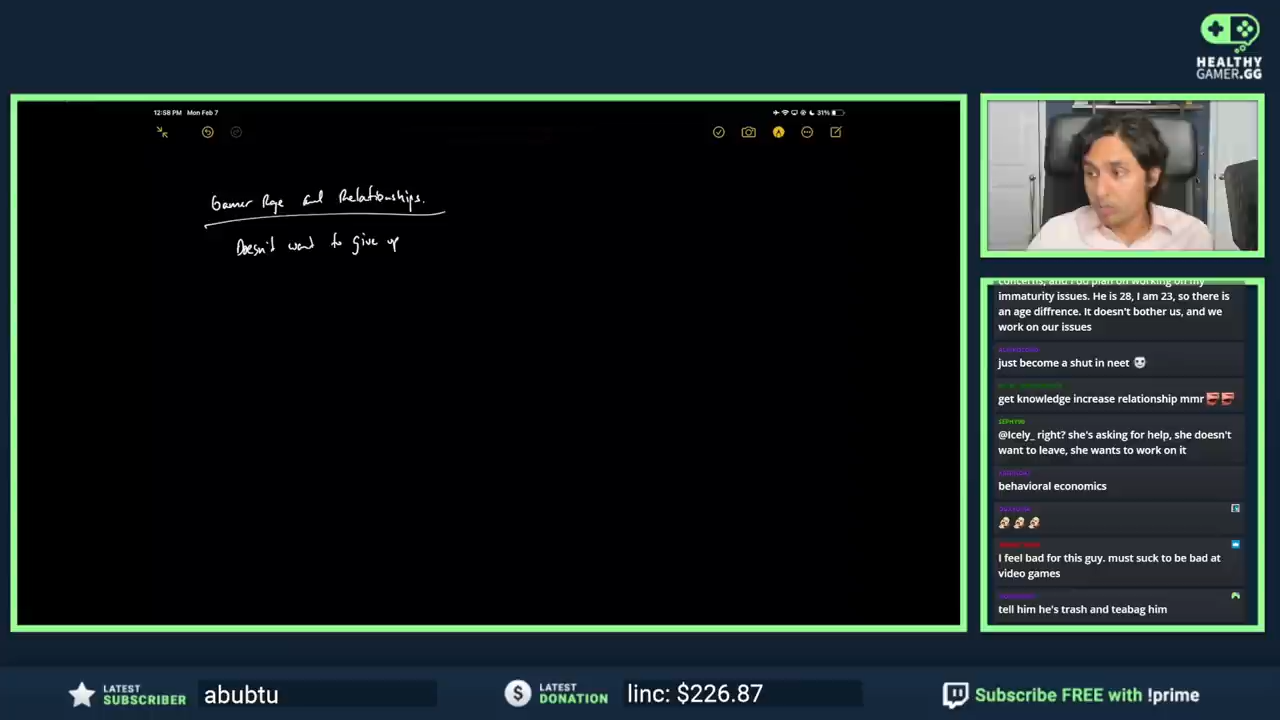 HEALTHY
GAMER.GG
12:58 PM Mon Feb 7
31%
Gamer Rage and Relationships.
Doesn't want to give up
concerns, and I do plan on working on my
immaturity issues. He is 28, I am 23, so there is
an age diffrence. It doesn't bother us, and we
work on our issues
just become a shut in neet
get knowledge increase relationship mmr
SEPHY90
@Icely_ right? she's asking for help, she doesn't
want to leave, she wants to work on it
behavioral economics
I feel bad for this guy. must suck to be bad at
video games
tell him he's trash and teabag him
LATEST
SUBSCRIBER
abubtu
$
LATEST
DONATION
linc: $226.87
Subscribe FREE with !prime